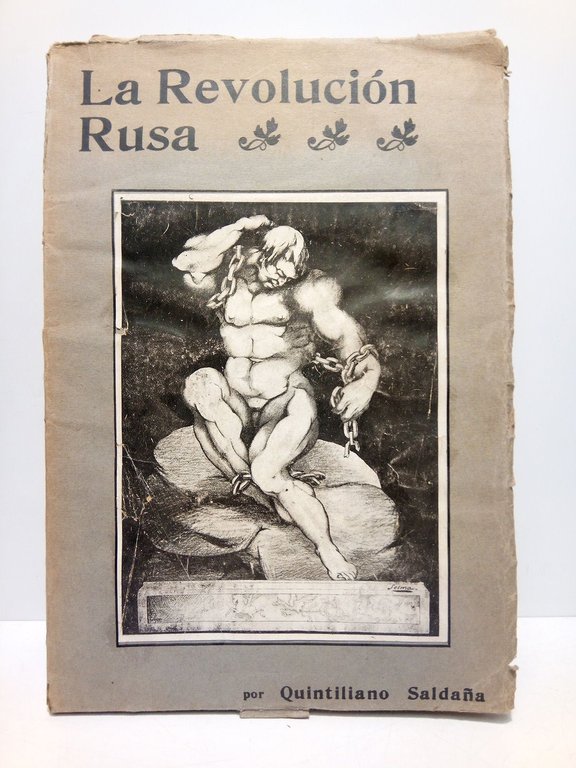 La Revolución
Rusa
por Quintiliano Saldaña